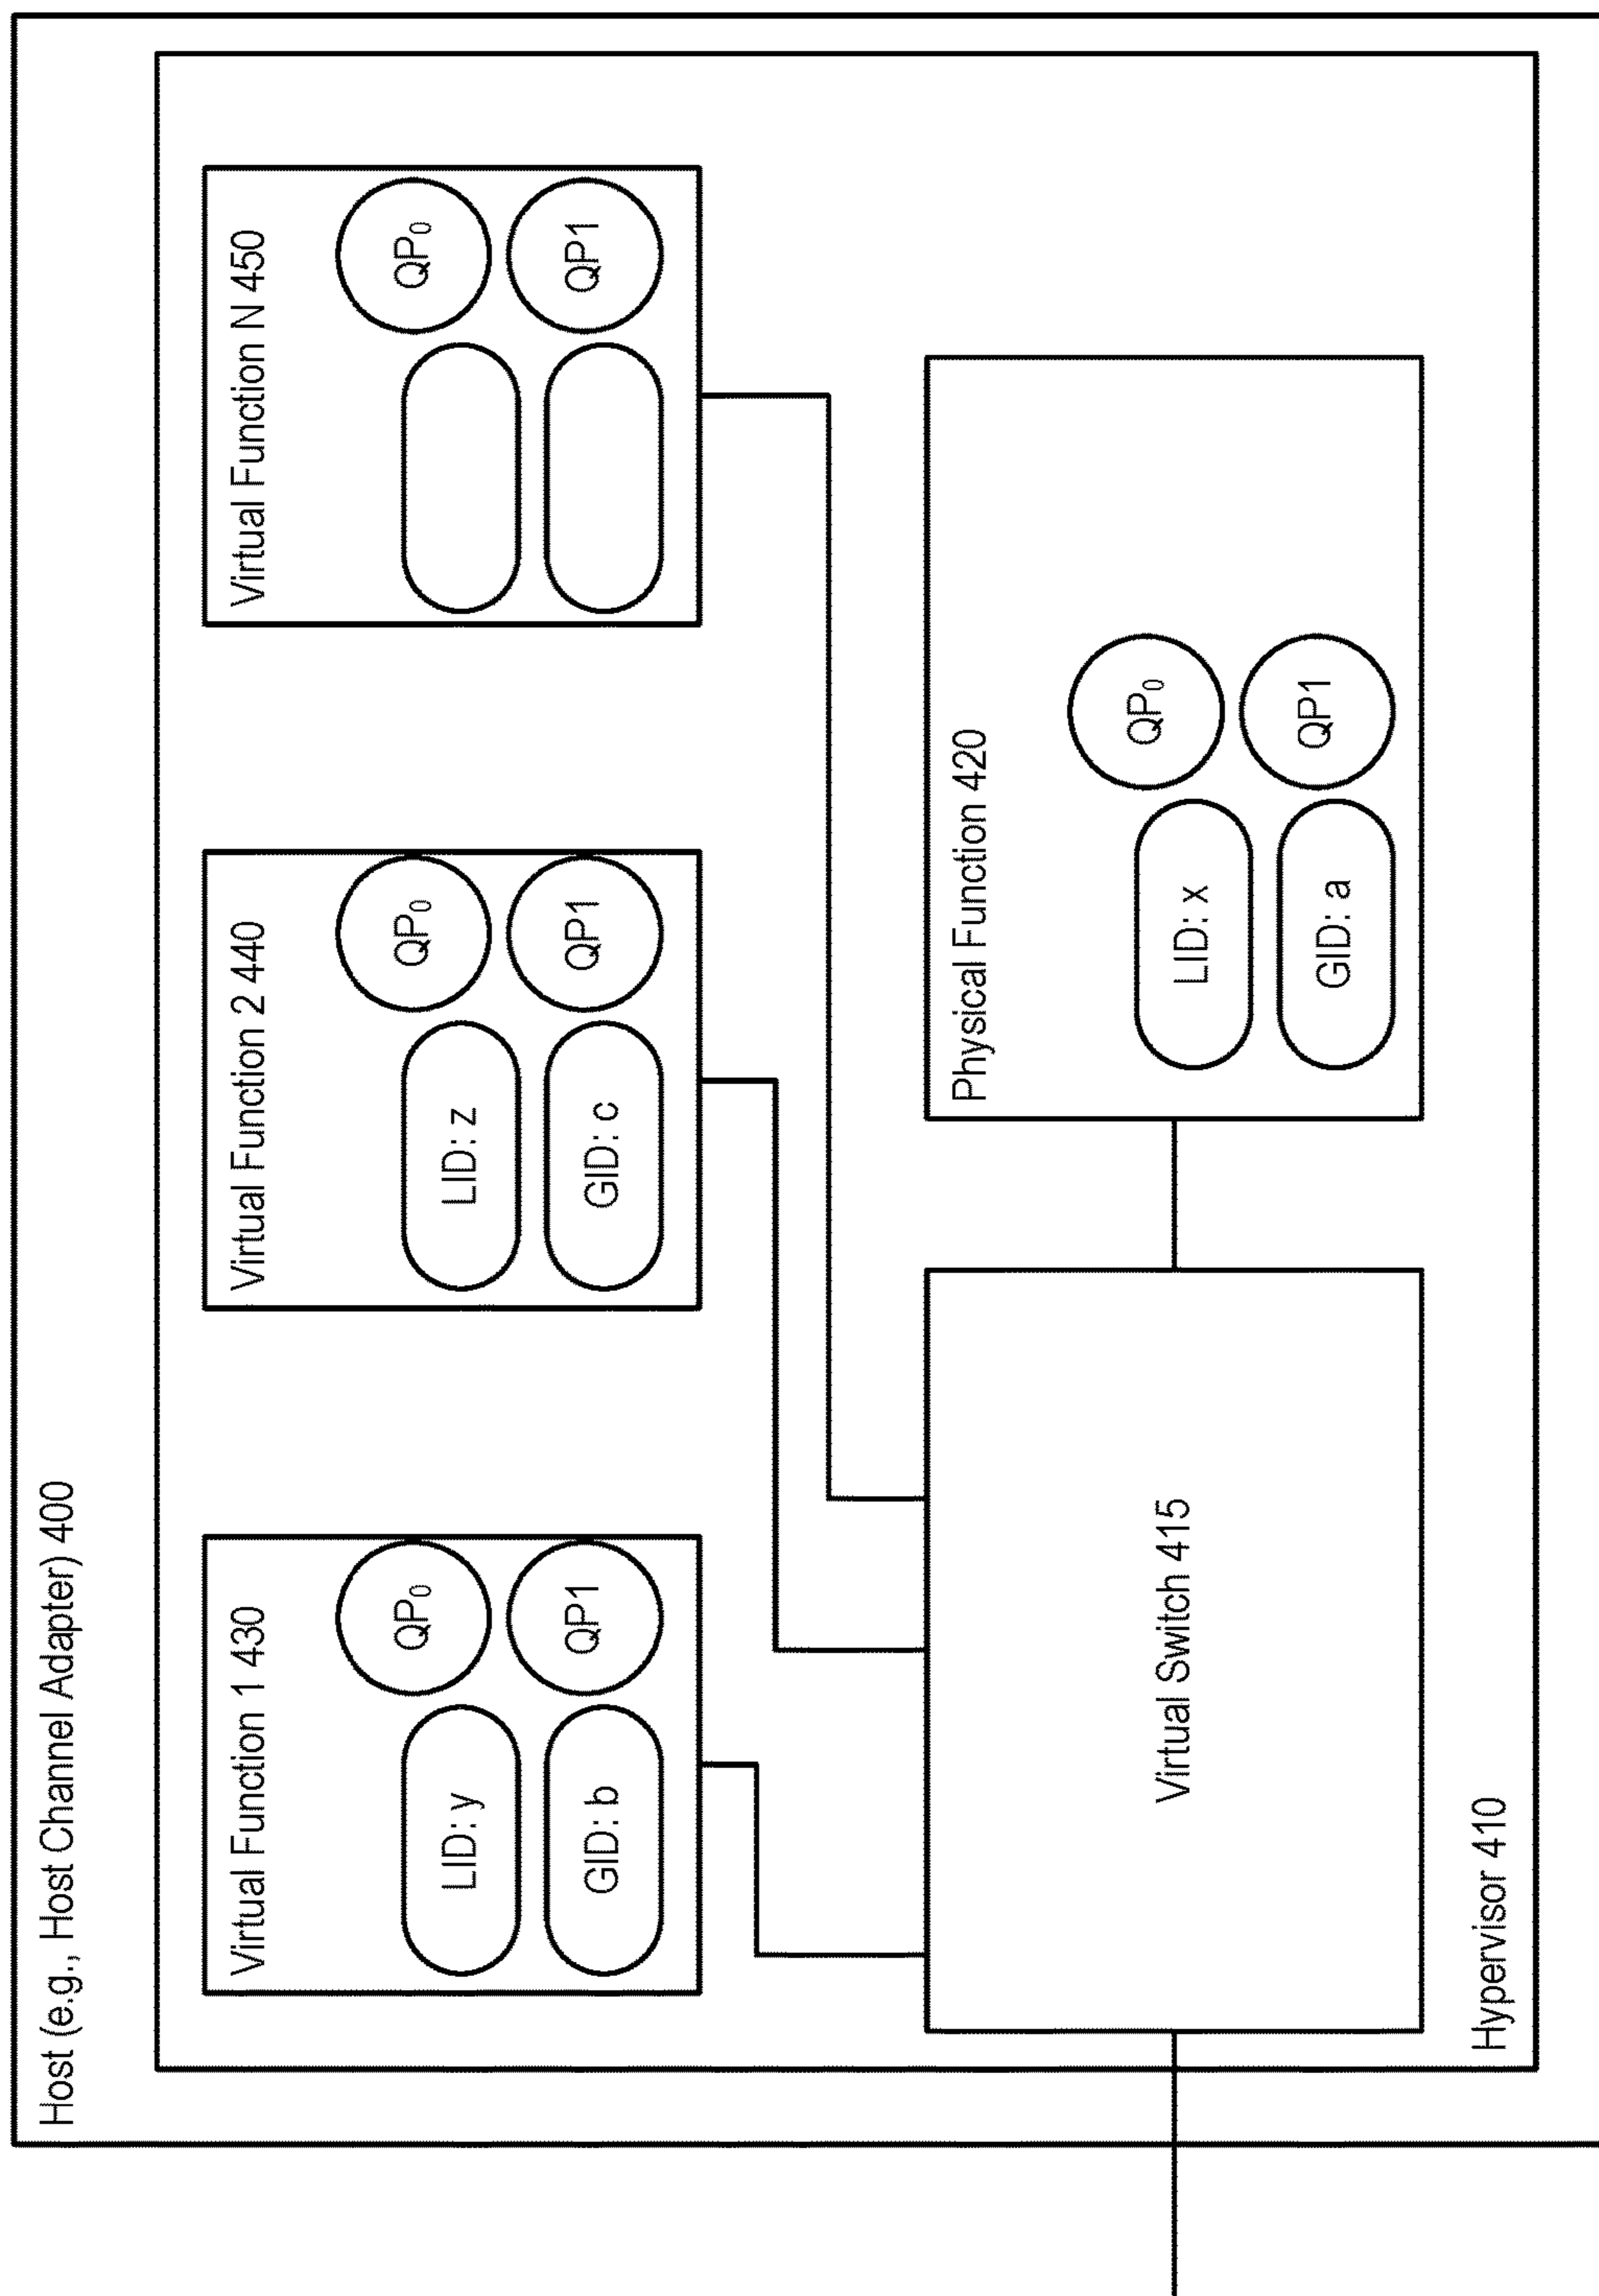 Host (e.g., Host Channel Adapter) 400
Virtual Function 1 430
QP0
LID: y
QP1
GID: b
Virtual Function 2 440
QP0
LID: z
QP1
GID: c
Virtual Function N 450
QP0
QP1
Virtual Switch 415
Physical Function 420
QP0
LID: x
QP1
GID: a
Hypervisor 410